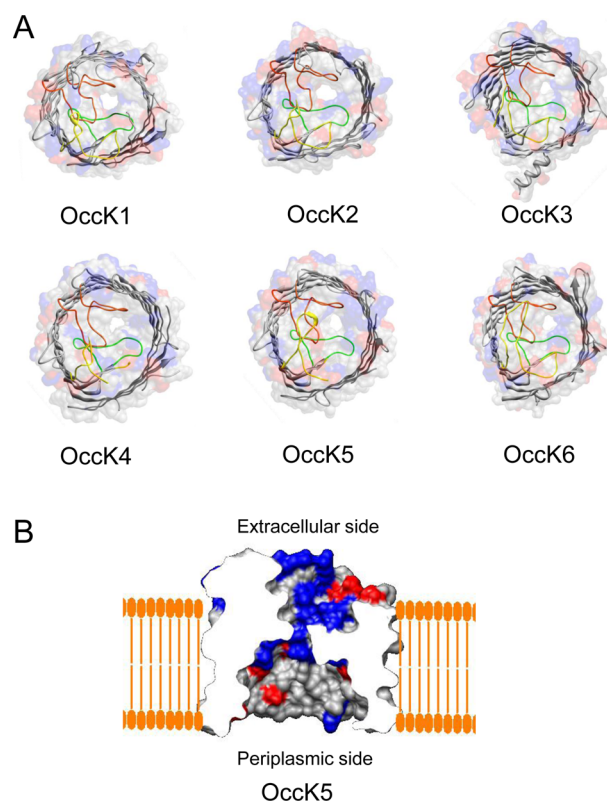 A
OccK1
OccK2
OccK3
OccK4
OccK5
OccK6
B
Extracellular side
Periplasmic side
OccK5